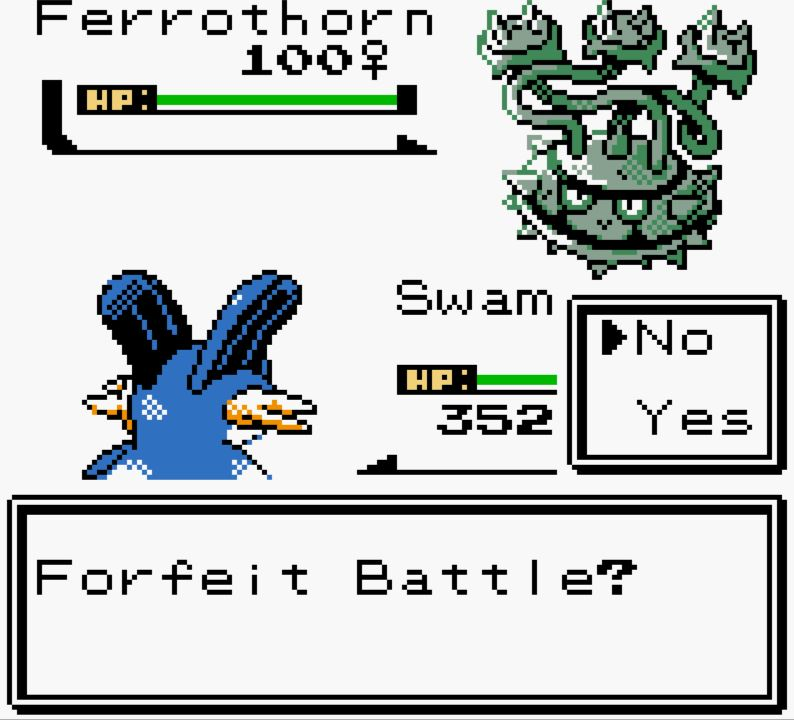 Ferrothorn
100♀
HP:
Swam
HP:
352
▶No
Yes
Forfeit Battle?